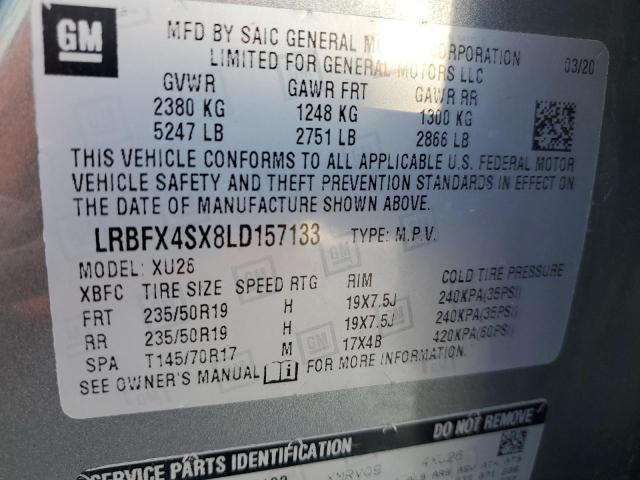 GM
MFD BY SAIC GENERAL MOTORS CORPORATION
LIMITED FOR GENERAL MOTORS LLC
03/20
GVWR GAWR FRT GAWR RR
2380 KG 1248 KG 1300 KG
5247 LB 2751 LB 2866 LB
THIS VEHICLE CONFORMS TO ALL APPLICABLE U.S. FEDERAL MOTOR
VEHICLE SAFETY AND THEFT PREVENTION STANDARDS IN EFFECT ON
THE DATE OF MANUFACTURE SHOWN ABOVE.
LRBFX4SX8LD157133 TYPE: M.P.V.
MODEL: XU26
XBFC TIRE SIZE SPEED RTG RIM COLD TIRE PRESSURE
FRT 235/50R19 H 19X7.5J 240KPA(35PSI)
RR 235/50R19 H 19X7.5J 240KPA(35PSI)
SPA T145/70R17 M 17X4B 420KPA(60PSI)
SEE OWNER'S MANUAL FOR MORE INFORMATION.
SERVICE PARTS IDENTIFICATION DO NOT REMOVE
4XU26